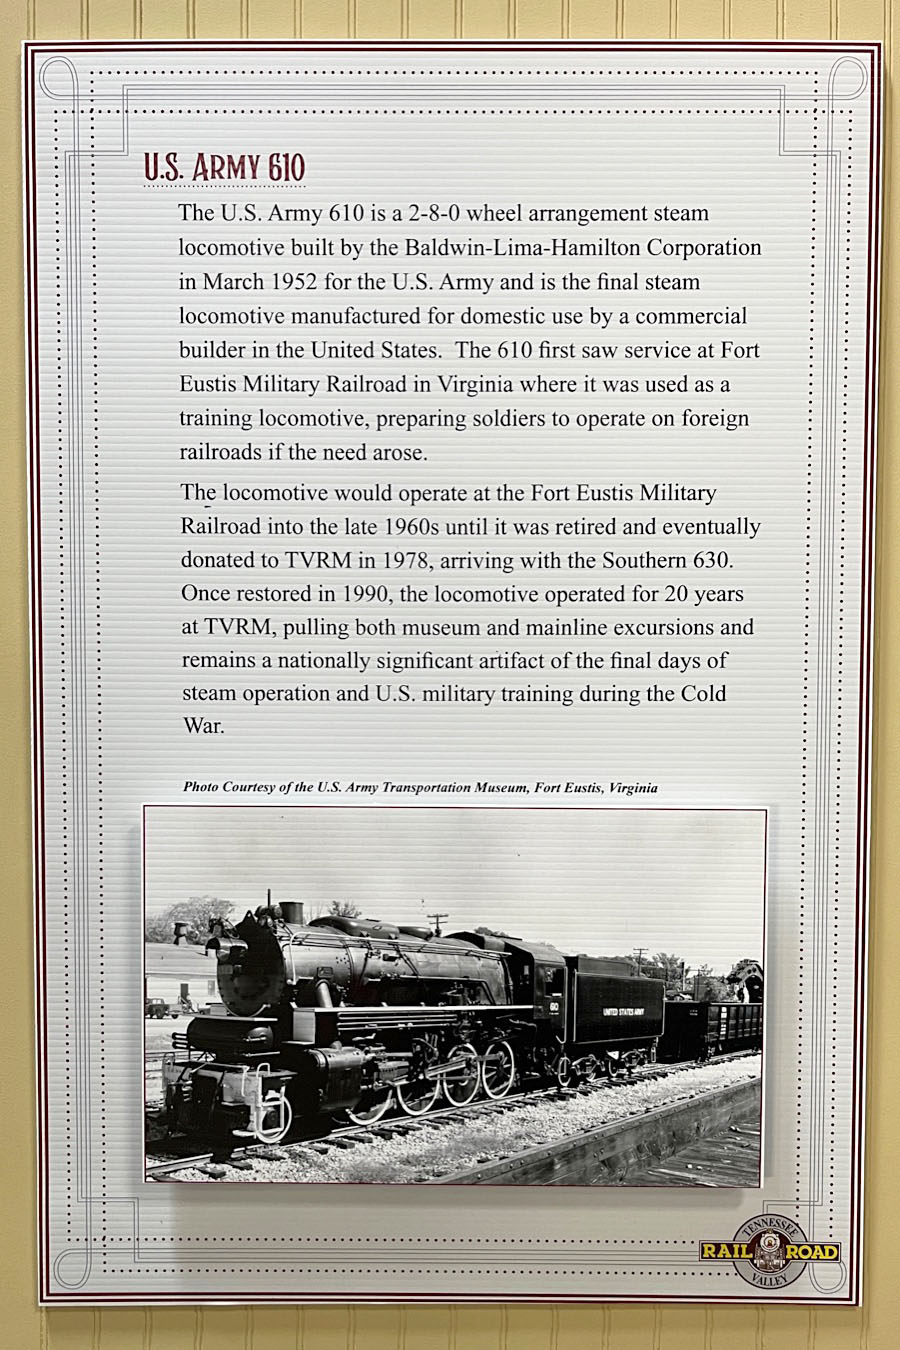 U.S. ARMY 610
The U.S. Army 610 is a 2-8-0 wheel arrangement steam
locomotive built by the Baldwin-Lima-Hamilton Corporation
in March 1952 for the U.S. Army and is the final steam
locomotive manufactured for domestic use by a commercial
builder in the United States.  The 610 first saw service at Fort
Eustis Military Railroad in Virginia where it was used as a
training locomotive, preparing soldiers to operate on foreign
railroads if the need arose.
The locomotive would operate at the Fort Eustis Military
Railroad into the late 1960s until it was retired and eventually
donated to TVRM in 1978, arriving with the Southern 630.
Once restored in 1990, the locomotive operated for 20 years
at TVRM, pulling both museum and mainline excursions and
remains a nationally significant artifact of the final days of
steam operation and U.S. military training during the Cold
War.
Photo Courtesy of the U.S. Army Transportation Museum, Fort Eustis, Virginia
610
UNITED STATES ARMY
TENNESSEE
RAIL ROAD
VALLEY